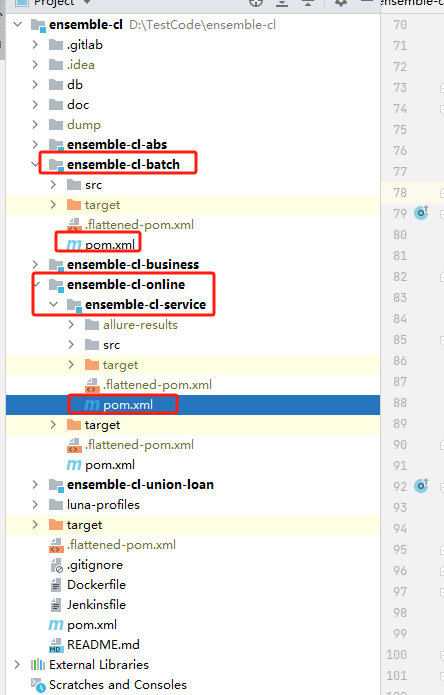 Project
ensemble-cl D:\TestCode\ensemble-cl
.gitlab
.idea
db
doc
dump
ensemble-cl-abs
ensemble-cl-batch
src
target
.flattened-pom.xml
pom.xml
ensemble-cl-business
ensemble-cl-online
ensemble-cl-service
allure-results
src
target
.flattened-pom.xml
pom.xml
target
.flattened-pom.xml
pom.xml
ensemble-cl-union-loan
luna-profiles
target
.flattened-pom.xml
.gitignore
Dockerfile
Jenkinsfile
pom.xml
README.md
External Libraries
Scratches and Consoles
ensemble-cl
70
71
72
73
74
75
76
77
78
79
80
81
82
83
84
85
86
87
88
89
90
91
92
93
94
95
96
97
98
99
100
101